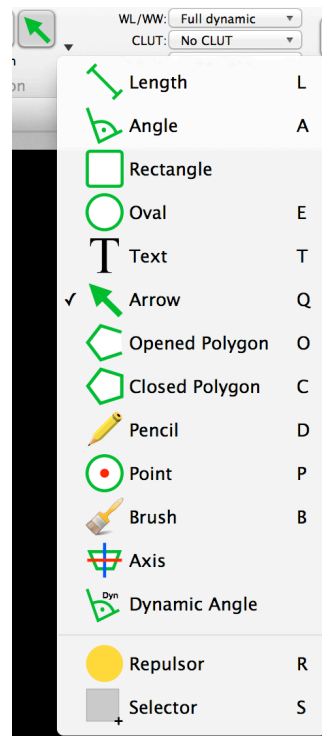 WL/WW: Full dynamic
CLUT: No CLUT
Length L
Angle A
Rectangle
Oval E
T Text T
✓ Arrow Q
Opened Polygon O
Closed Polygon C
Pencil D
Point P
Brush B
Axis
Dyn Dynamic Angle
Repulsor R
Selector S